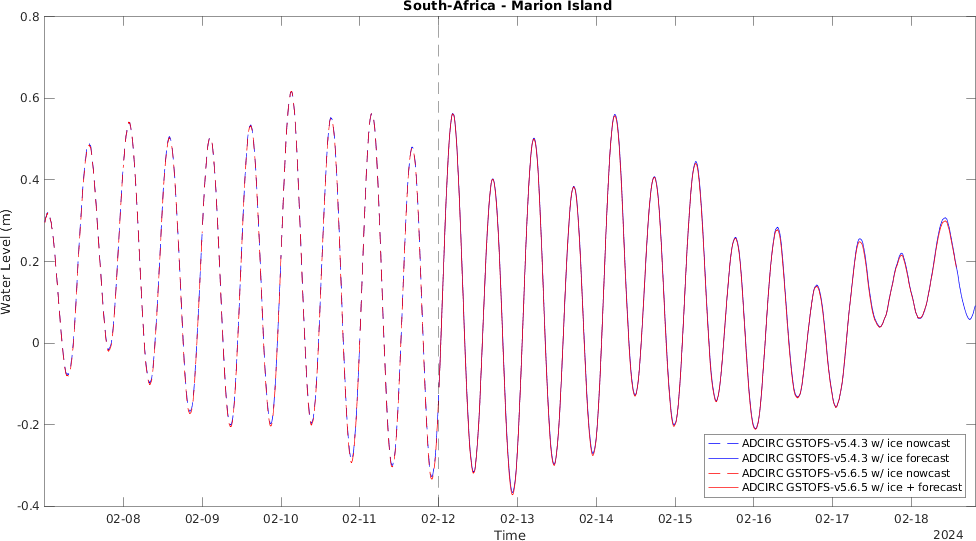 South-Africa - Marion Island
Water Level (m)
0.8
0.6
0.4
0.2
0
-0.2
-0.4
02-08 02-09 02-10 02-11 02-12 02-13 02-14 02-15 02-16 02-17 02-18
Time
2024
ADCIRC GSTOFS-v5.4.3 w/ ice nowcast
ADCIRC GSTOFS-v5.4.3 w/ ice forecast
ADCIRC GSTOFS-v5.6.5 w/ ice nowcast
ADCIRC GSTOFS-v5.6.5 w/ ice + forecast